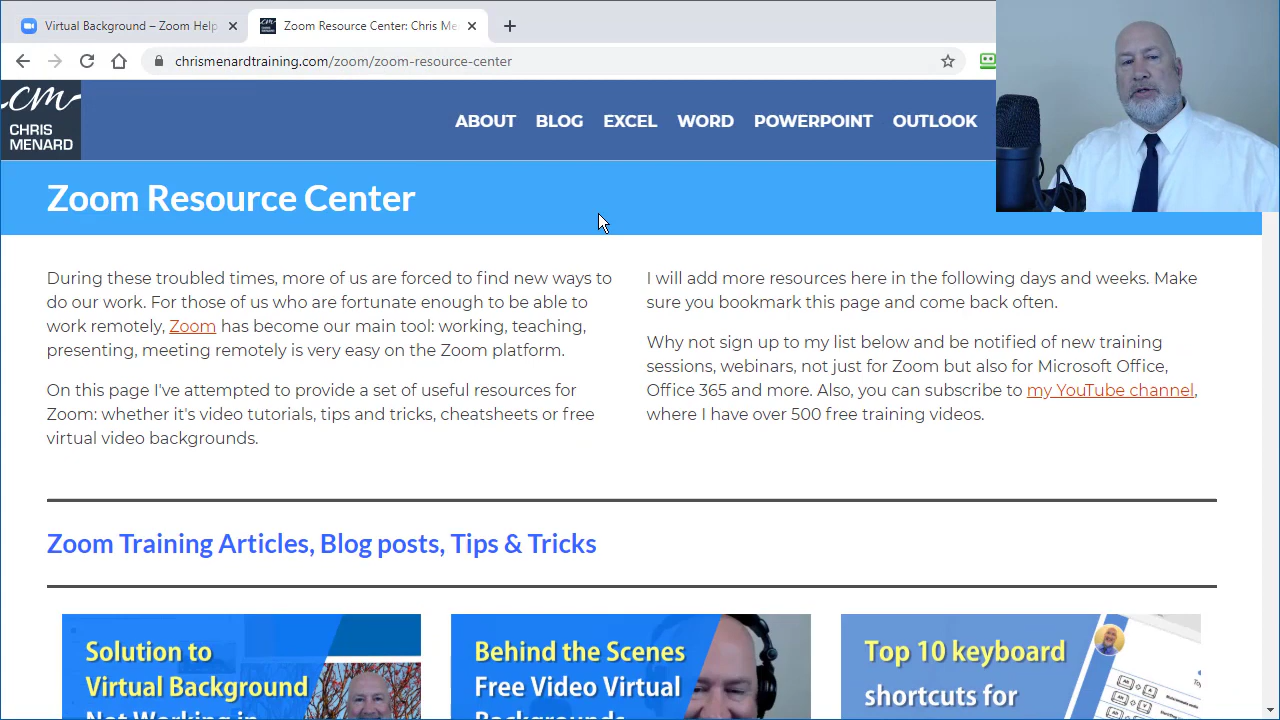 Virtual Background – Zoom Help
Zoom Resource Center: Chris Me
chrismenardtraining.com/zoom/zoom-resource-center
cm
CHRIS
MENARD
ABOUT BLOG EXCEL WORD POWERPOINT OUTLOOK
Zoom Resource Center
During these troubled times, more of us are forced to find new ways to
do our work. For those of us who are fortunate enough to be able to
work remotely, Zoom has become our main tool: working, teaching,
presenting, meeting remotely is very easy on the Zoom platform.
On this page I've attempted to provide a set of useful resources for
Zoom: whether it's video tutorials, tips and tricks, cheatsheets or free
virtual video backgrounds.
I will add more resources here in the following days and weeks. Make
sure you bookmark this page and come back often.
Why not sign up to my list below and be notified of new training
sessions, webinars, not just for Zoom but also for Microsoft Office,
Office 365 and more. Also, you can subscribe to my YouTube channel,
where I have over 500 free training videos.
Zoom Training Articles, Blog posts, Tips & Tricks
Solution to
Virtual Background
Not Working in
Behind the Scenes
Free Video Virtual
Backgrounds
Top 10 keyboard
shortcuts for